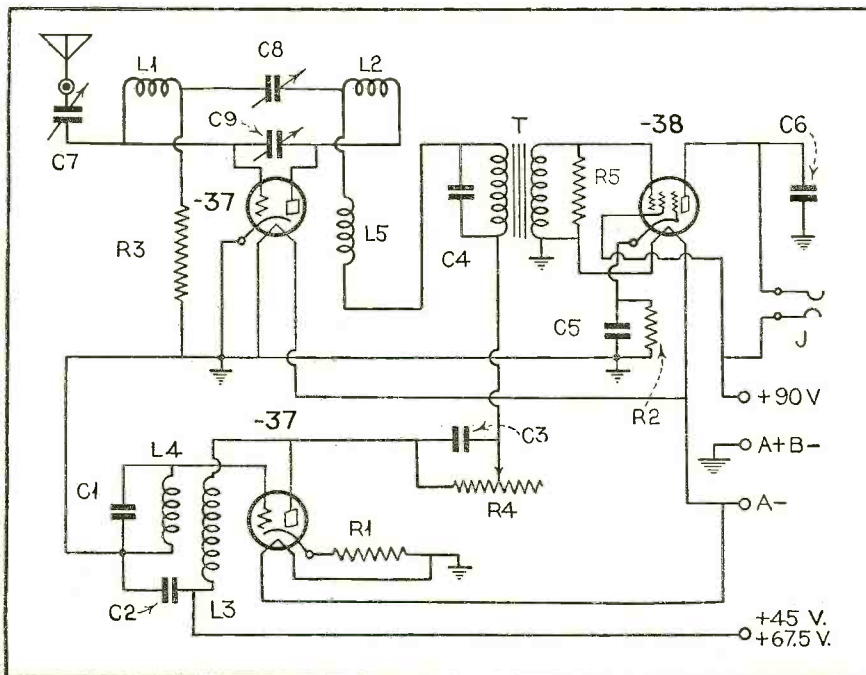 C8
L1
L2
C9
C7
-37
T
-38
C6
R5
R3
L5
C4
C5
J
R2
+90 V
-37
C3
A+B-
L4
C1
R4
A-
R1
C2
L3
+45 V.
+67.5 V.